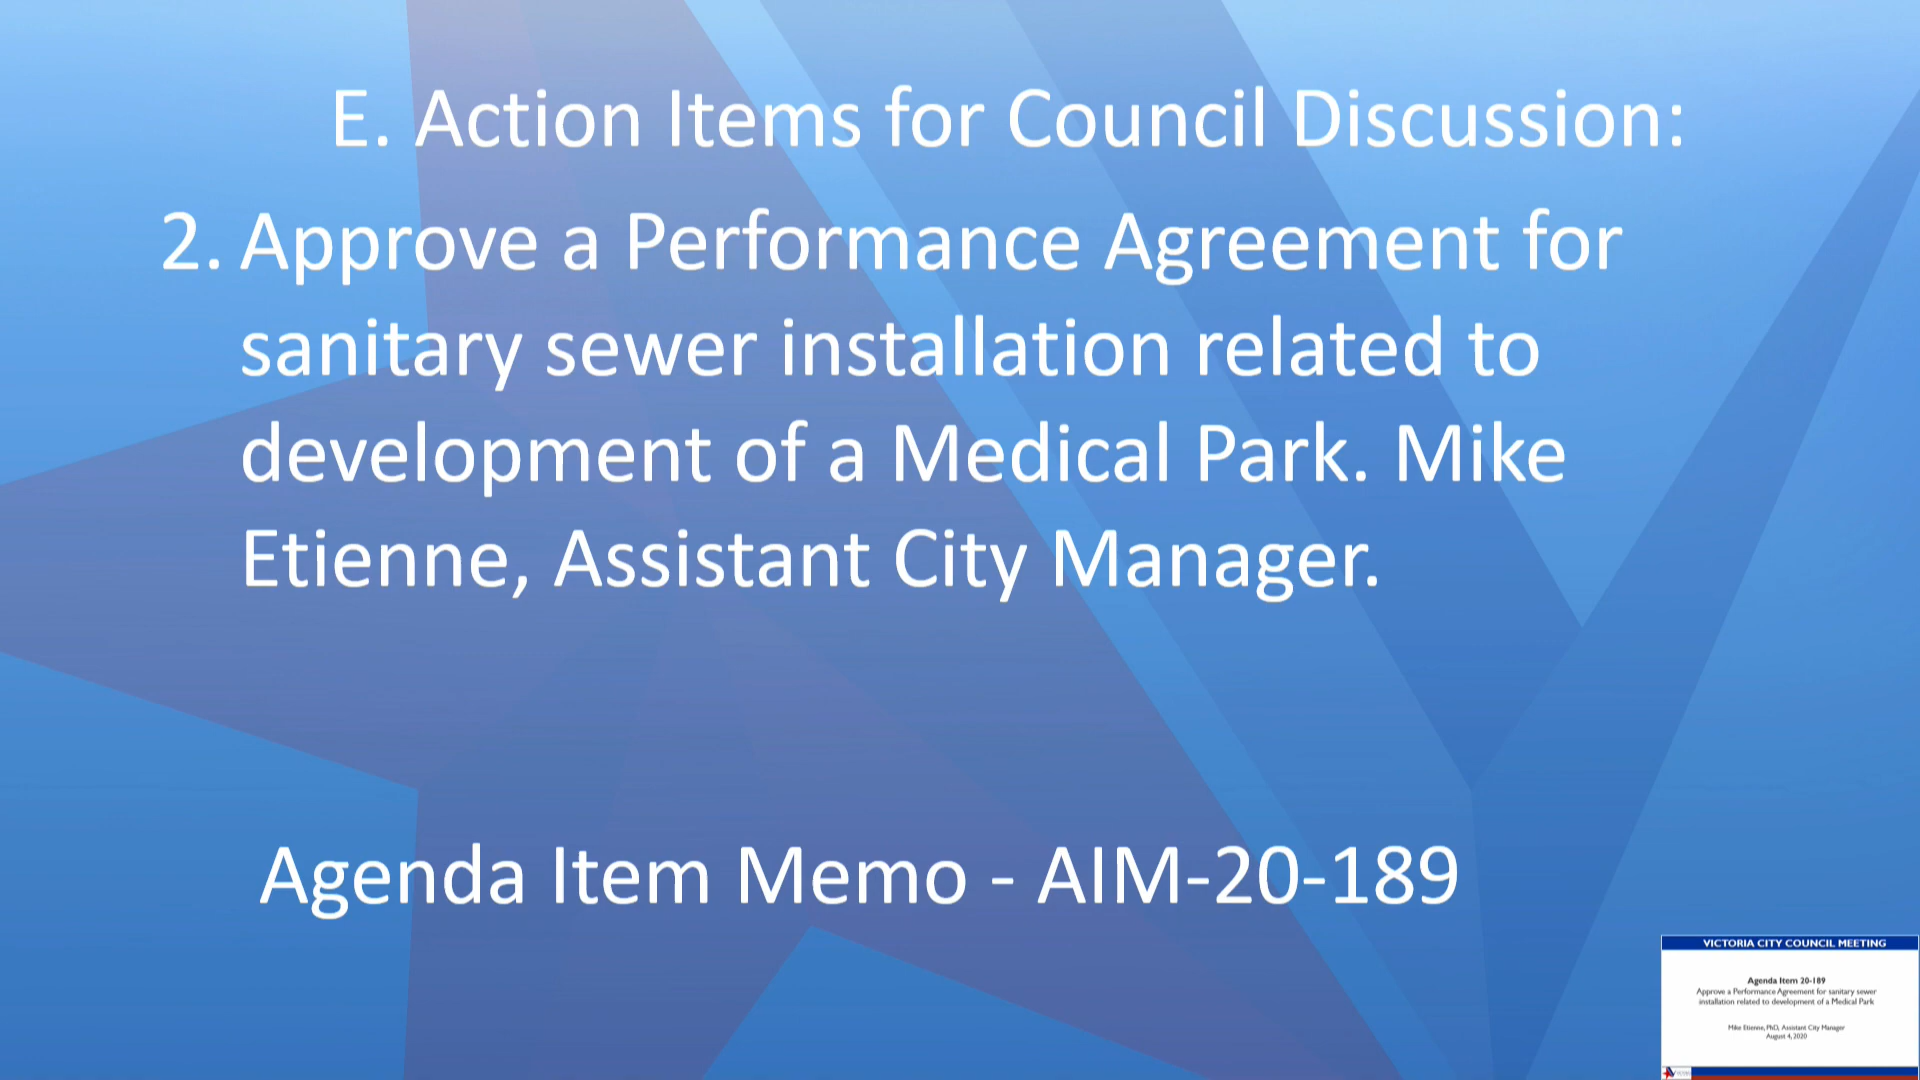 E. Action Items for Council Discussion:
2. Approve a Performance Agreement for
sanitary sewer installation related to
development of a Medical Park. Mike
Etienne, Assistant City Manager.
Agenda Item Memo - AIM-20-189
VICTORIA CITY COUNCIL MEETING
Agenda Item 20-189
Approve a Performance Agreement for sanitary sewer
installation related to development of a Medical Park
Mike Etienne, PhD, Assistant City Manager
August 4, 2020